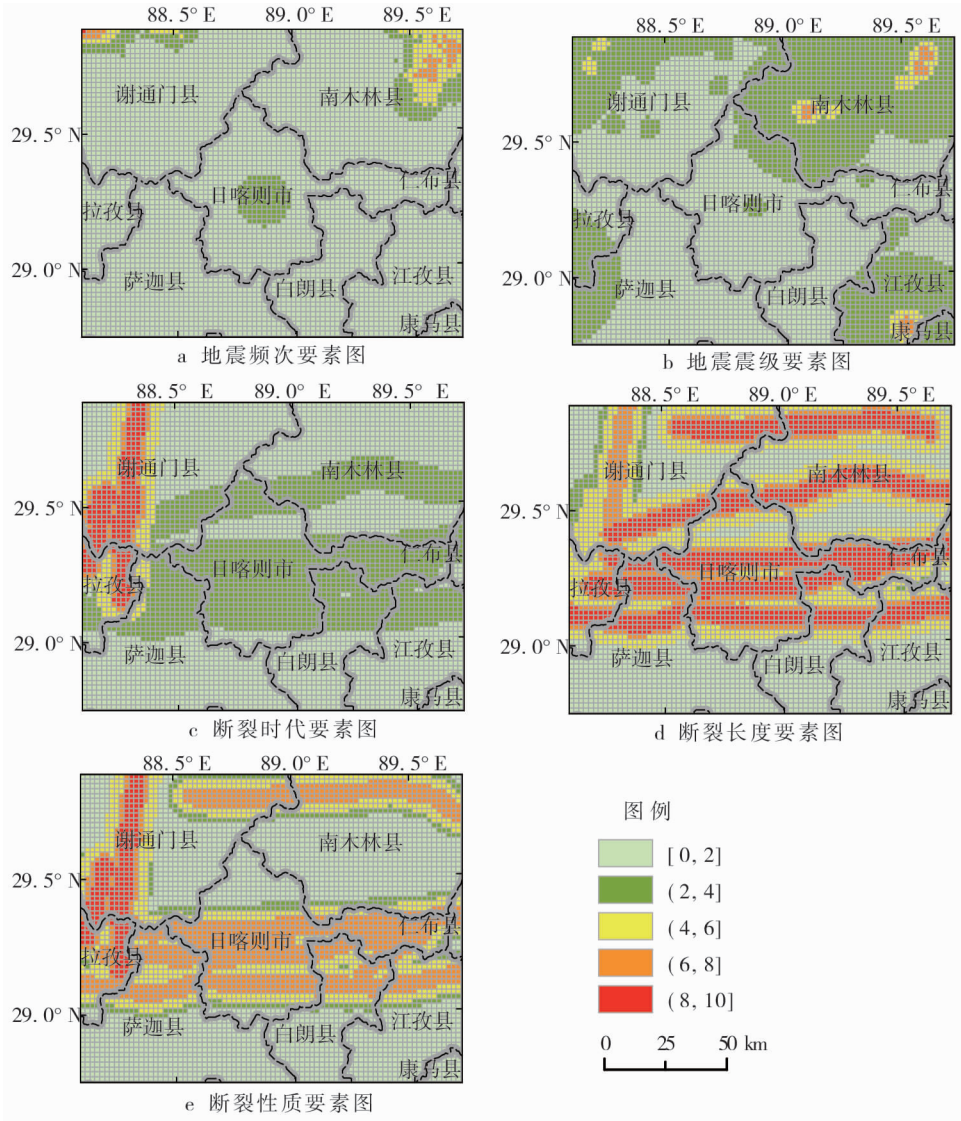 88.5° E 89.0° E 89.5° E
88.5° E 89.0° E 89.5° E
谢通门县 南木林县
谢通门县 南木林县
29.5° N
29.5° N
仁布县
仁布县
拉孜县 日喀则市
拉孜县 日喀则市
29.0° N
29.0° N
萨迦县 白朗县 江孜县
萨迦县 白朗县 江孜县
康马县
康马县
a 地震频次要素图
b 地震震级要素图
88.5° E 89.0° E 89.5° E
88.5° E 89.0° E 89.5° E
谢通门县 南木林县
谢通门县 南木林县
29.5° N
29.5° N
仁布县
仁布县
拉孜县 日喀则市
拉孜县 日喀则市
29.0° N
29.0° N
萨迦县 白朗县 江孜县
萨迦县 白朗县 江孜县
康马县
康马县
c 断裂时代要素图
d 断裂长度要素图
88.5° E 89.0° E 89.5° E
谢通门县 南木林县
29.5° N
仁布县
拉孜县 日喀则市
29.0° N
萨迦县 白朗县 江孜县
康马县
e 断裂性质要素图
图例
[0, 2]
(2, 4]
(4, 6]
(6, 8]
(8, 10]
0 25 50 km